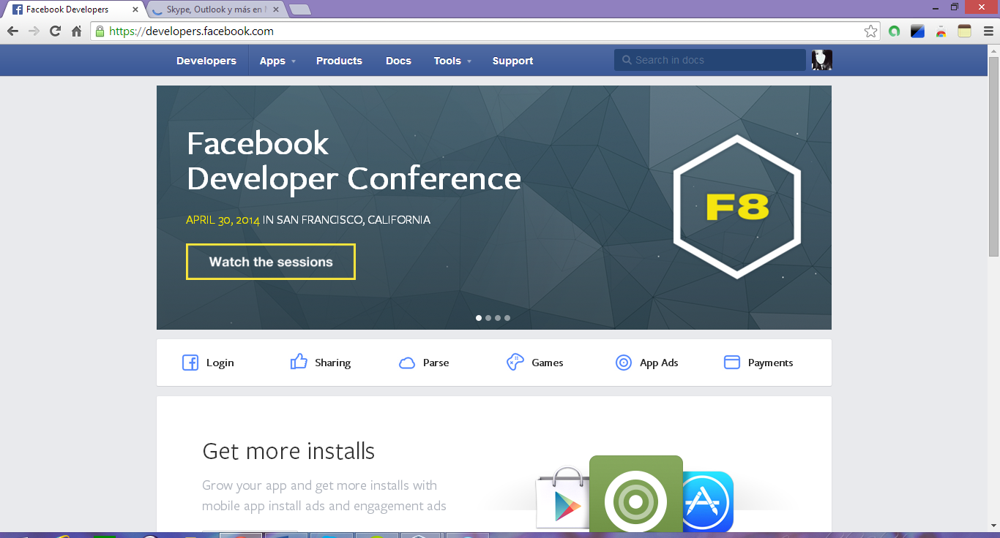 Facebook Developers
Skype, Outlook y más en
https://developers.facebook.com
Developers
Apps
Products
Docs
Tools
Support
Search in docs
Facebook
Developer Conference
APRIL 30, 2014 IN SAN FRANCISCO, CALIFORNIA
Watch the sessions
F8
Login
Sharing
Parse
Games
App Ads
Payments
Get more installs
Grow your app and get more installs with
mobile app install ads and engagement ads